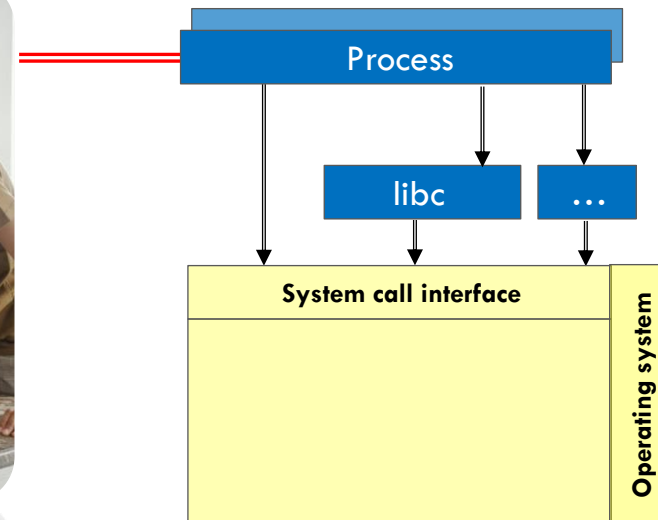 Process
libc
...
System call interface
Operating system